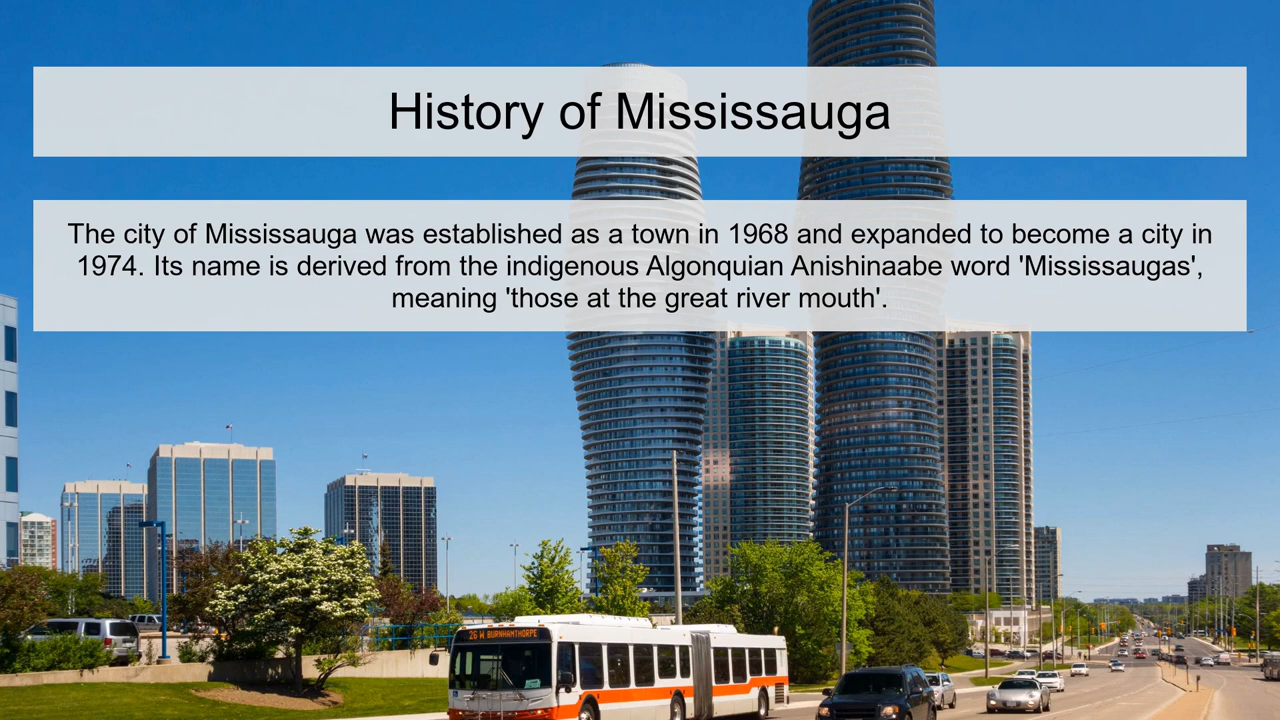 History of Mississauga
The city of Mississauga was established as a town in 1968 and expanded to become a city in
1974. Its name is derived from the indigenous Algonquian Anishinaabe word 'Mississaugas',
meaning 'those at the great river mouth'.
26 W BURNHAMTHORPE